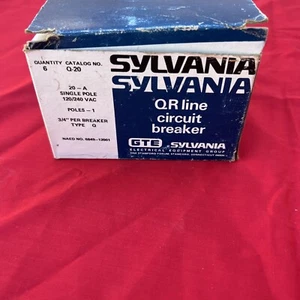 SYLVANIA
QUANTITY CATALOG NO.
6 Q-20
20 - A
SINGLE POLE
120/240 VAC
POLES - 1
3/4" PER BREAKER
TYPE Q
SYLVANIA
QR line
circuit
breaker
GTE SYLVANIA
ELECTRICAL EQUIPMENT GROUP